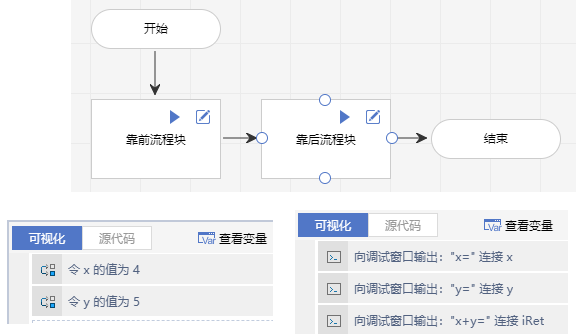 开始
靠前流程块
靠后流程块
结束
可视化 源代码 Var 查看变量
令 x 的值为 4
令 y 的值为 5
可视化 源代码 Var 查看变量
向调试窗口输出："x=" 连接 x
向调试窗口输出："y=" 连接 y
向调试窗口输出："x+y=" 连接 iRet